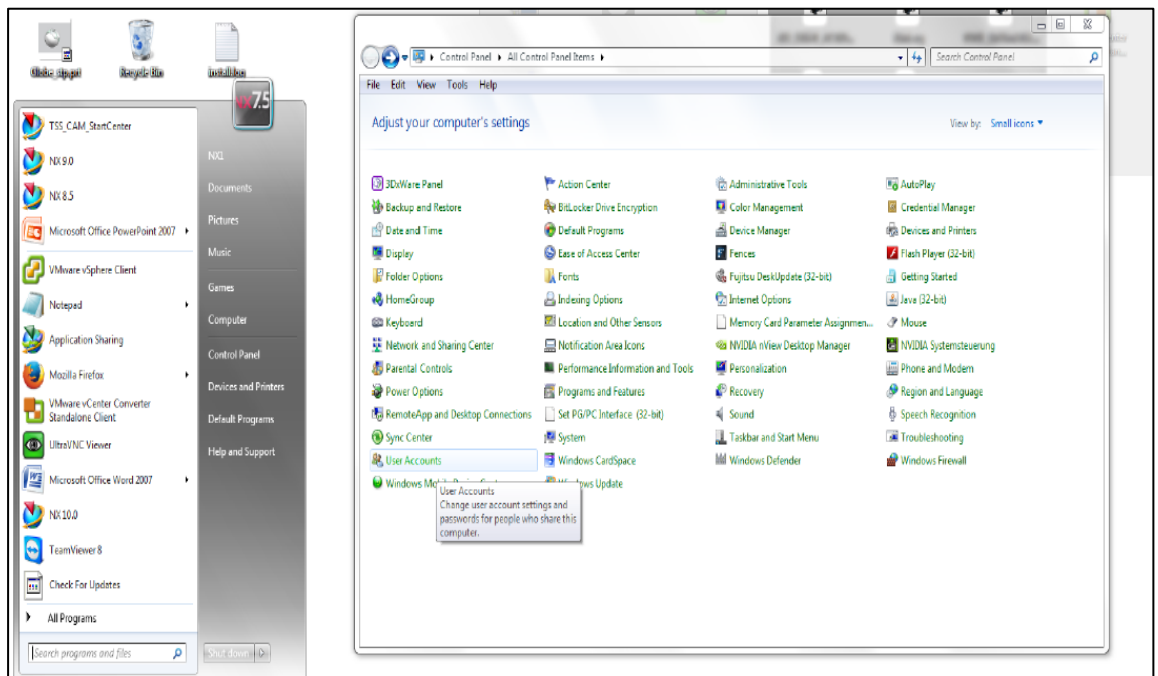 Recycle Bin
7.5
TSS_CAM_StartCenter
NX 9.0
NX 8.5
Microsoft Office PowerPoint 2007
VMware vSphere Client
Notepad
Application Sharing
Mozilla Firefox
VMware vCenter Converter
Standalone Client
UltraVNC Viewer
Microsoft Office Word 2007
NX 10.0
TeamViewer 8
Check For Updates
All Programs
Search programs and files
Documents
Pictures
Music
Games
Computer
Control Panel
Devices and Printers
Default Programs
Help and Support
Shut down
Control Panel All Control Panel Items
Search Control Panel
File Edit View Tools Help
Adjust your computer's settings
View by: Small icons
3DxWare Panel Action Center Administrative Tools AutoPlay
Backup and Restore BitLocker Drive Encryption Color Management Credential Manager
Date and Time Default Programs Device Manager Devices and Printers
Display Ease of Access Center Fences Flash Player (32-bit)
Folder Options Fonts Fujitsu DeskUpdate (32-bit) Getting Started
HomeGroup Indexing Options Internet Options Java (32-bit)
Keyboard Location and Other Sensors Memory Card Parameter Assignmen... Mouse
Network and Sharing Center Notification Area Icons NVIDIA nView Desktop Manager NVIDIA Systemsteuerung
Parental Controls Performance Information and Tools Personalization Phone and Modem
Power Options Programs and Features Recovery Region and Language
RemoteApp and Desktop Connections Set PG/PC Interface (32-bit) Sound Speech Recognition
Sync Center System Taskbar and Start Menu Troubleshooting
User Accounts Windows CardSpace Windows Defender Windows Firewall
Windows Update
User Accounts
Change user account settings and
passwords for people who share this
computer.